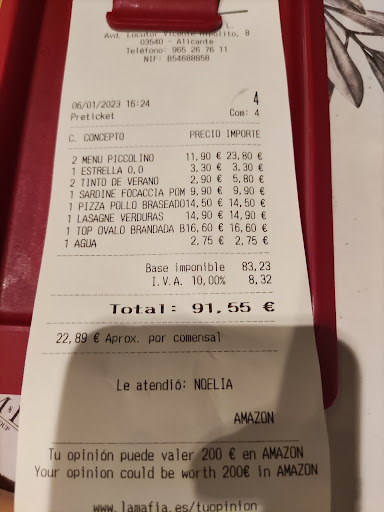 Avd. Locutor Vicente Hipolito, 8
03540 - Alicante
Teléfono: 965 26 76 11
NIF: B54688858
4
06/01/2023 16:24
Preticket Com: 4
C. CONCEPTO PRECIO IMPORTE
2 MENU PICCOLINO 11,90 € 23,80 €
1 ESTRELLA 0,0 3,30 € 3,30 €
2 TINTO DE VERANO 2,90 € 5,80 €
1 SARDINE FOCACCIA POM 9,90 € 9,90 €
1 PIZZA POLLO BRASEADO 14,50 € 14,50 €
1 LASAGNE VERDURAS 14,90 € 14,90 €
1 TOP OVALO BRANDADA B 16,60 € 16,60 €
1 AGUA 2,75 € 2,75 €
Base imponible 83,23
I.V.A. 10,00% 8,32
Total: 91,55 €
22,89 € Aprox. por comensal
Le atendió: NOELIA
AMAZON
Tu opinión puede valer 200 € en AMAZON
Your opinion could be worth 200€ in AMAZON
www.lamafia.es/tuopinion